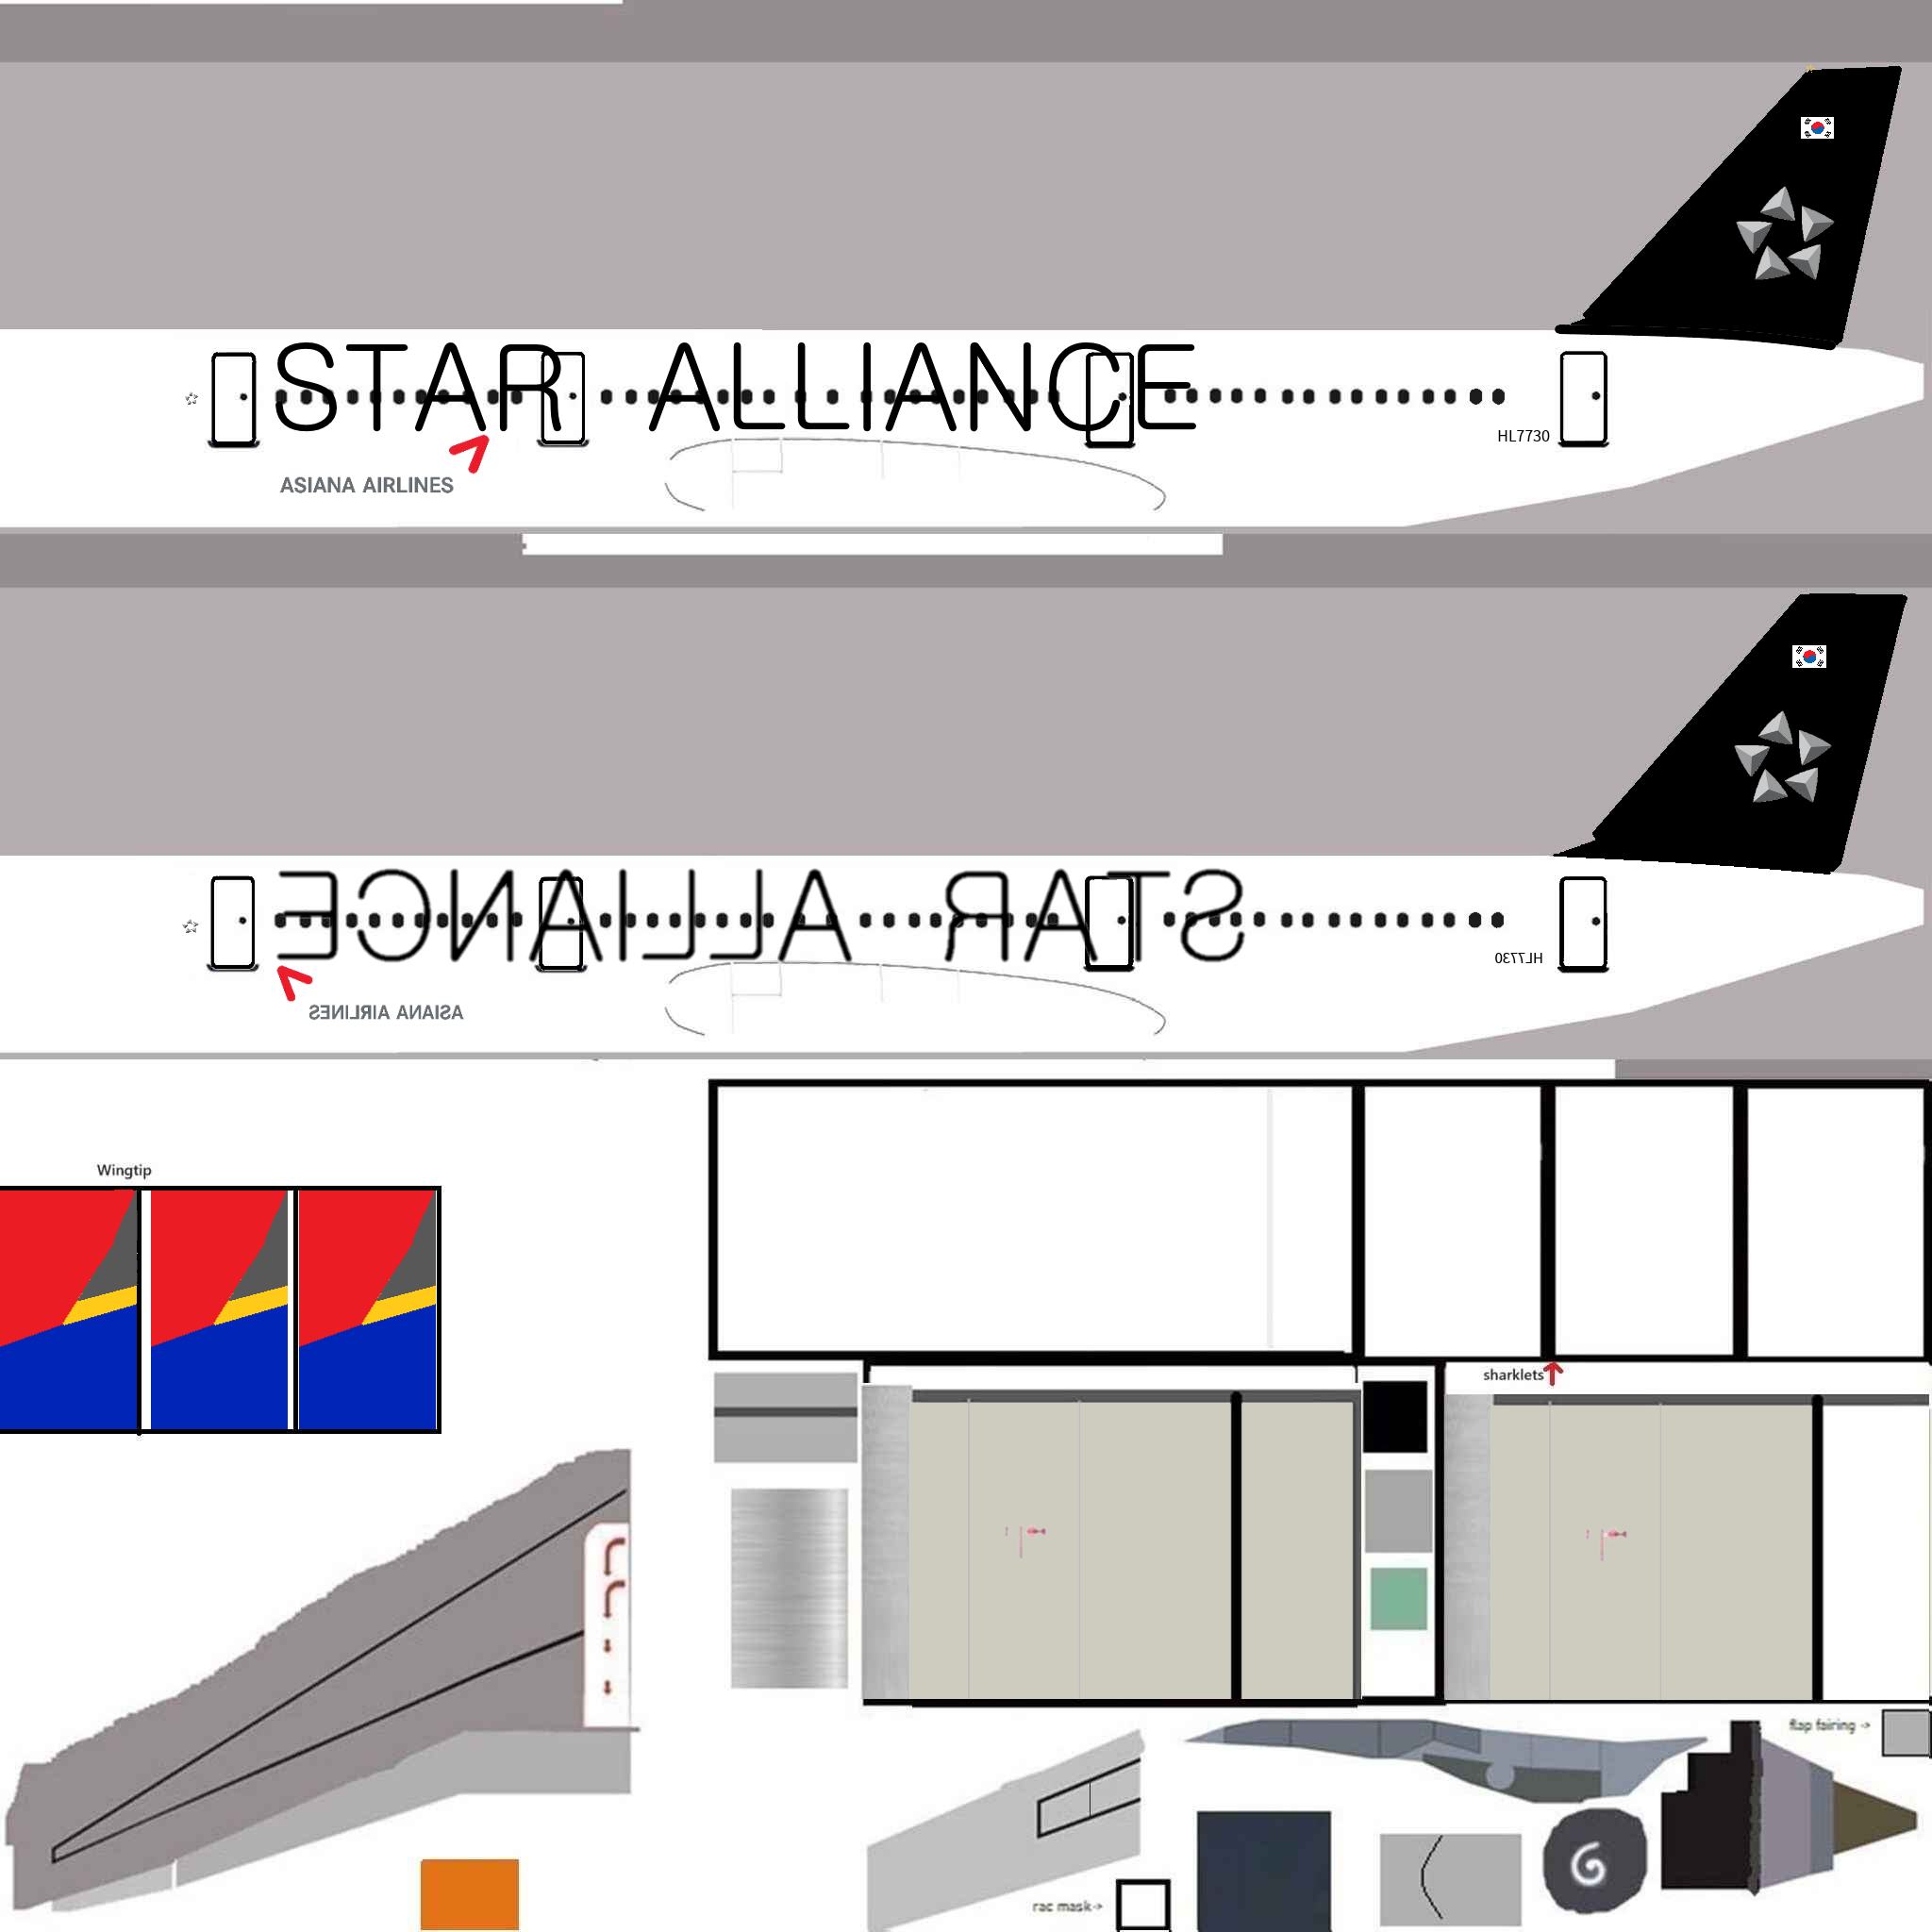 STAR ALLIANCE
HL7730
ASIANA AIRLINES
STAR ALLIANCE
HL7730
ASIANA AIRLINES
Wingtip
sharklets
flap fairing ->
rac mask->